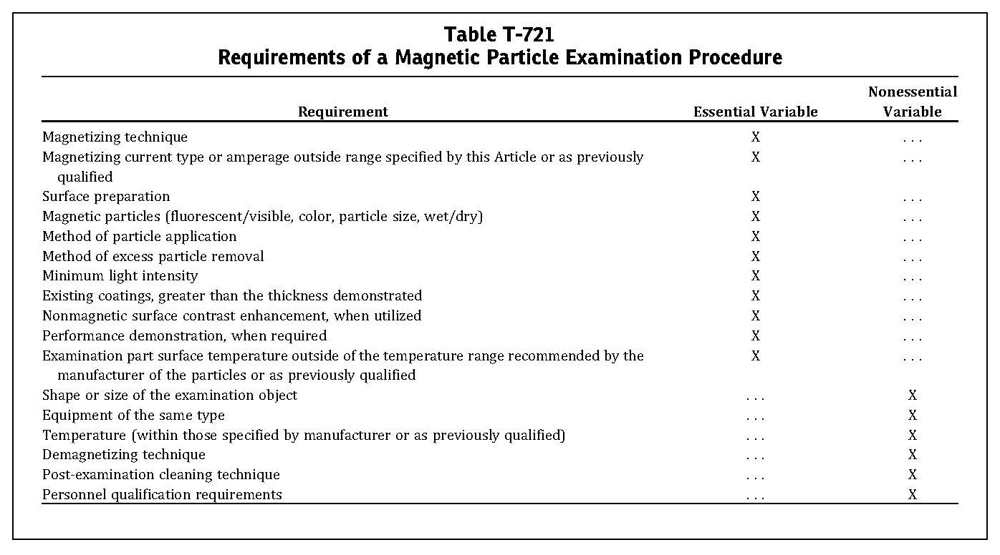 Table T-721
Requirements of a Magnetic Particle Examination Procedure
Requirement Essential Variable Nonessential Variable
Magnetizing technique X . . .
Magnetizing current type or amperage outside range specified by this Article or as previously X . . .
qualified
Surface preparation X . . .
Magnetic particles (fluorescent/visible, color, particle size, wet/dry) X . . .
Method of particle application X . . .
Method of excess particle removal X . . .
Minimum light intensity X . . .
Existing coatings, greater than the thickness demonstrated X . . .
Nonmagnetic surface contrast enhancement, when utilized X . . .
Performance demonstration, when required X . . .
Examination part surface temperature outside of the temperature range recommended by the X . . .
manufacturer of the particles or as previously qualified
Shape or size of the examination object . . . X
Equipment of the same type . . . X
Temperature (within those specified by manufacturer or as previously qualified) . . . X
Demagnetizing technique . . . X
Post-examination cleaning technique . . . X
Personnel qualification requirements . . . X